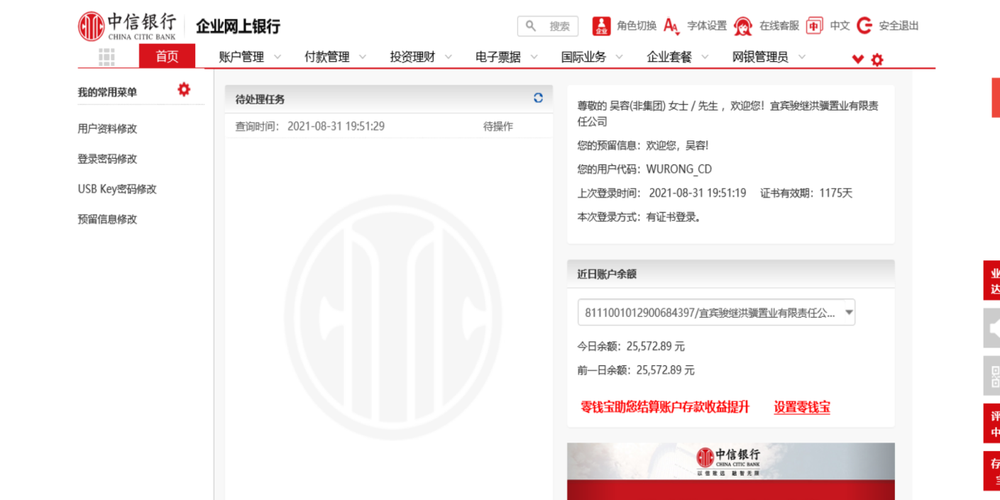 中信银行
CHINA CITIC BANK
企业网上银行
搜索
企业
角色切换
字体设置
在线客服
中文
安全退出
首页
账户管理
付款管理
投资理财
电子票据
国际业务
企业套餐
网银管理员
我的常用菜单
用户资料修改
登录密码修改
USB Key密码修改
预留信息修改
待处理任务
查询时间： 2021-08-31 19:51:29 待操作
尊敬的 吴容(非集团) 女士 / 先生 ，欢迎您！宜宾骏继洪骥置业有限责
任公司
您的预留信息：欢迎您，吴容!
您的用户代码：WURONG_CD
上次登录时间： 2021-08-31 19:51:19 证书有效期：1175天
本次登录方式：有证书登录。
近日账户余额
8111001012900684397/宜宾骏继洪骥置业有限责任公...
今日余额：25,572.89 元
前一日余额：25,572.89 元
零钱宝助您结算账户存款收益提升 设置零钱宝
中信银行
CHINA CITIC BANK
以信致远 融智无限
业
达
评
中
存